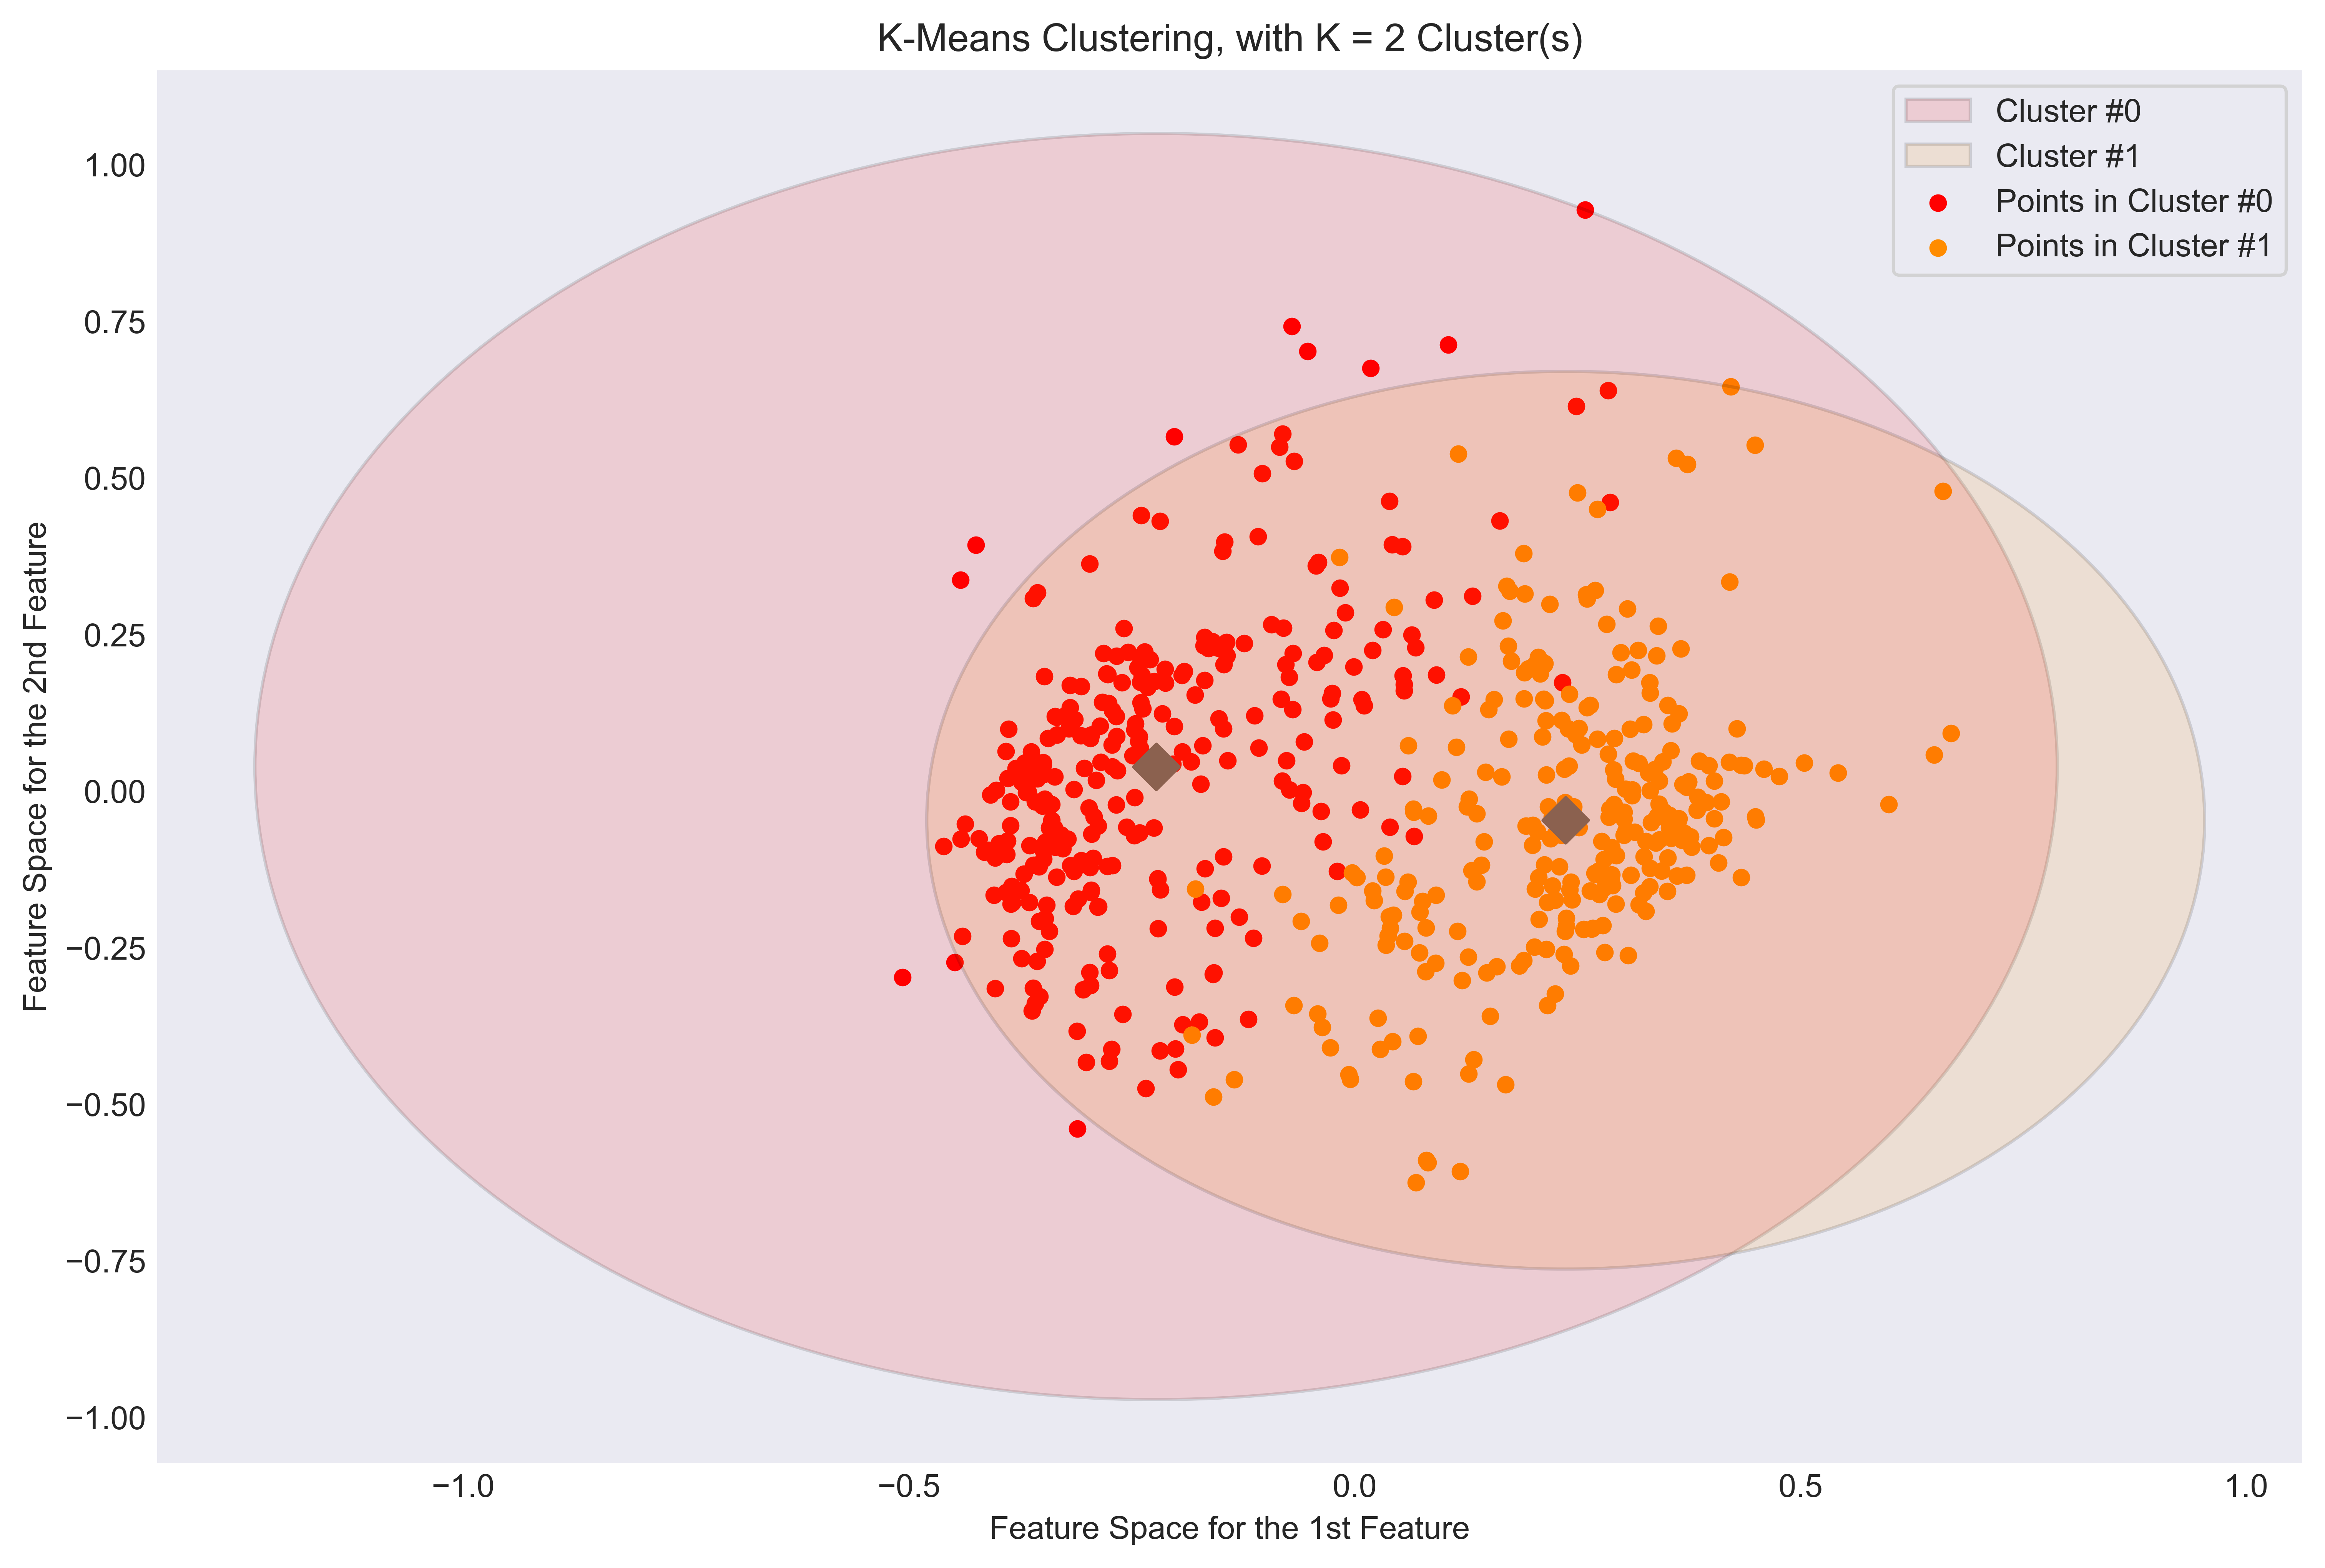 K-Means Clustering, with K = 2 Cluster(s)
Cluster #0
Cluster #1
Points in Cluster #0
Points in Cluster #1
Feature Space for the 2nd Feature
1.00
0.75
0.50
0.25
0.00
−0.25
−0.50
−0.75
−1.00
−1.0 −0.5 0.0 0.5 1.0
Feature Space for the 1st Feature